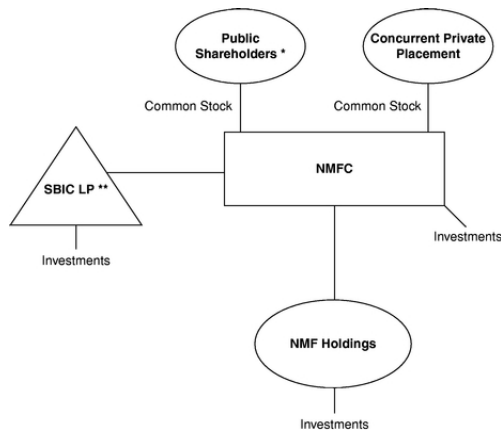 Public
Shareholders *
Concurrent Private
Placement
Common Stock
Common Stock
NMFC
SBIC LP **
Investments
Investments
NMF Holdings
Investments